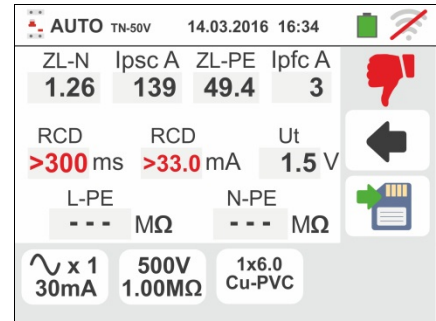 AUTO TN-50V 14.03.2016 16:34
ZL-N Ipsc A ZL-PE Ipfc A
1.26 139 49.4 3
RCD RCD Ut
>300 ms >33.0 mA 1.5 V
L-PE N-PE
- - - MΩ - - - MΩ
x 1 500V 1x6.0
30mA 1.00MΩ Cu-PVC